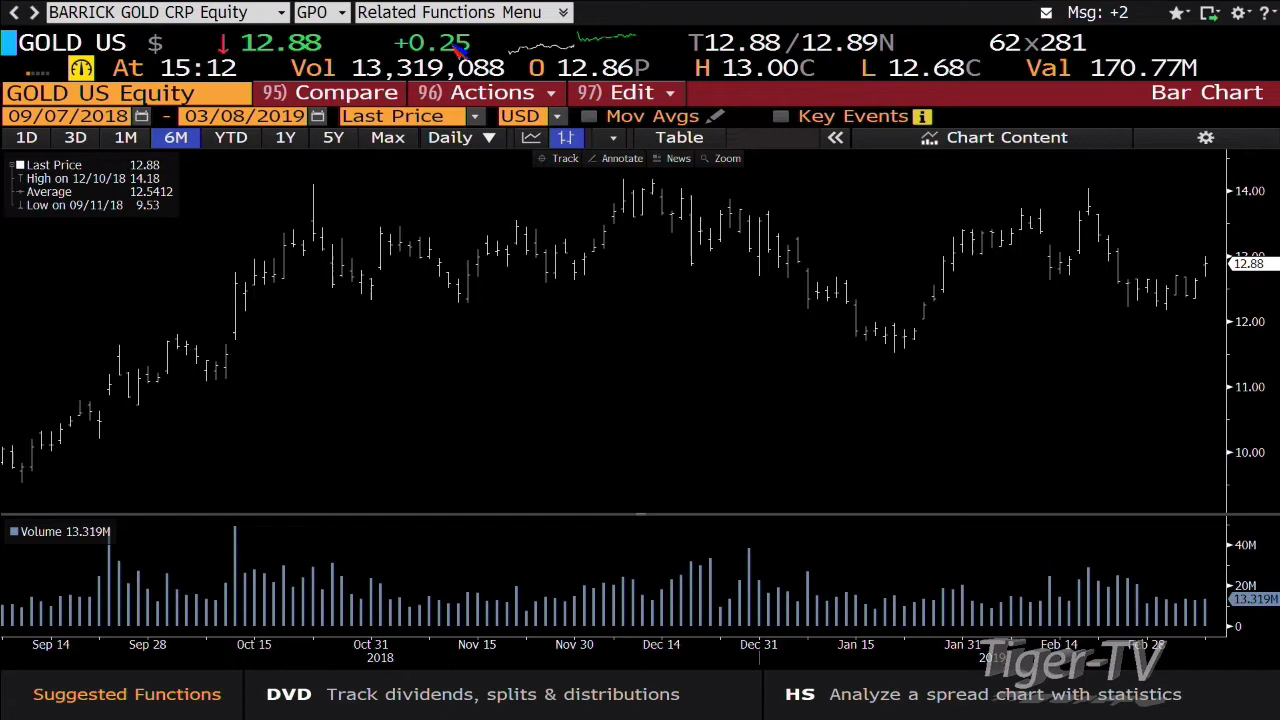 BARRICK GOLD CRP Equity GPO Related Functions Menu Msg: +2
GOLD US $ 12.88 +0.25 T12.88/12.89N 62x281
At 15:12 Vol 13,319,088 O 12.86P H 13.00C L 12.68C Val 170.77M
GOLD US Equity 95) Compare 96) Actions 97) Edit Bar Chart
09/07/2018 - 03/08/2019 Last Price USD Mov Avgs Key Events
1D 3D 1M 6M YTD 1Y 5Y Max Daily Table Chart Content
Track Annotate News Zoom
Last Price 12.88
High on 12/10/18 14.18
Average 12.5412
Low on 09/11/18 9.53
14.00
12.88
12.00
11.00
10.00
Volume 13.319M
40M
20M
13.319M
0
Sep 14 Sep 28 Oct 15 Oct 31 Nov 15 Nov 30 Dec 14 Dec 31 Jan 15 Jan 31 Feb 14 Feb 28
2018 2019
Tiger-TV
Suggested Functions DVD Track dividends, splits & distributions HS Analyze a spread chart with statistics